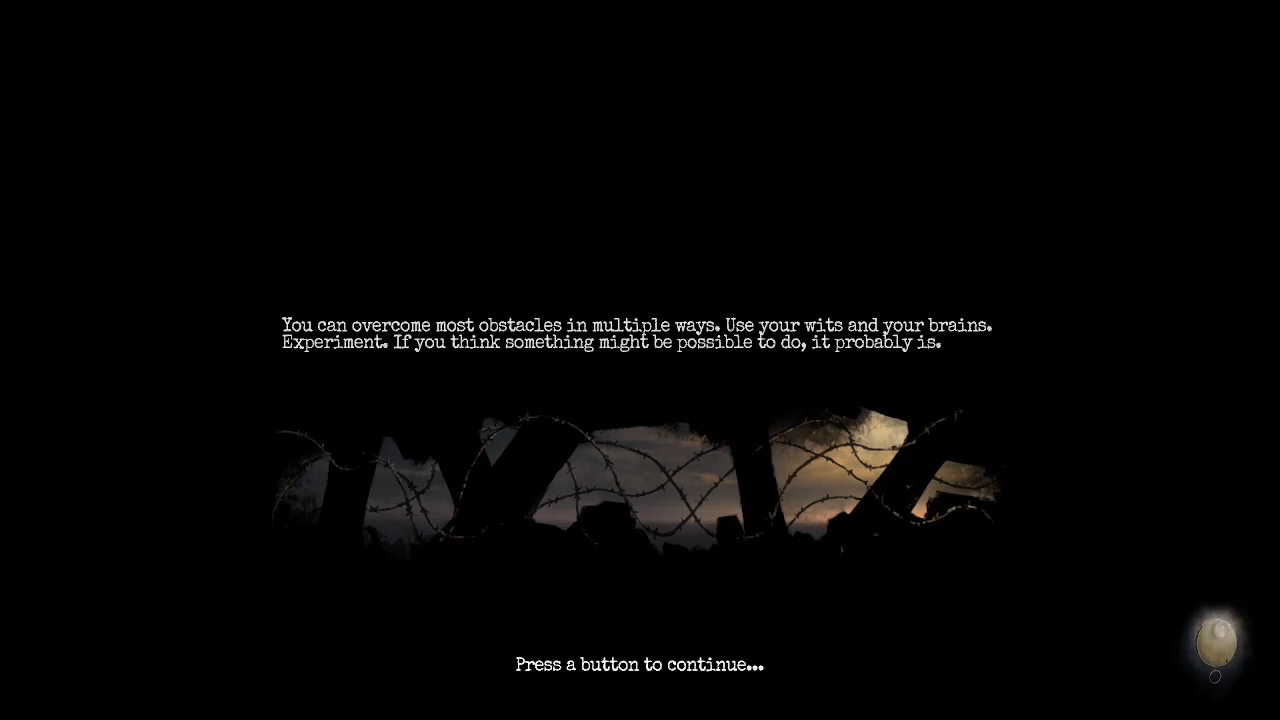 You can overcome most obstacles in multiple ways. Use your wits and your brains.
Experiment. If you think something might be possible to do, it probably is.
Press a button to continue...